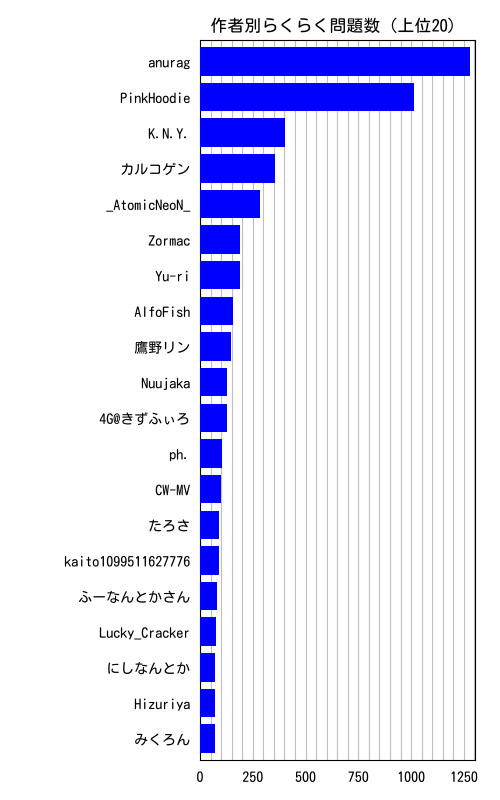 作者別らくらく問題数（上位20）
anurag
PinkHoodie
K.N.Y.
カルコゲン
_AtomicNeoN_
Zormac
Yu-ri
AlfoFish
鷹野リン
Nuujaka
4G@きずふぃろ
ph.
CW-MV
たろさ
kaito1099511627776
ふーなんとかさん
Lucky_Cracker
にしなんとか
Hizuriya
みくろん
0 250 500 750 1000 1250